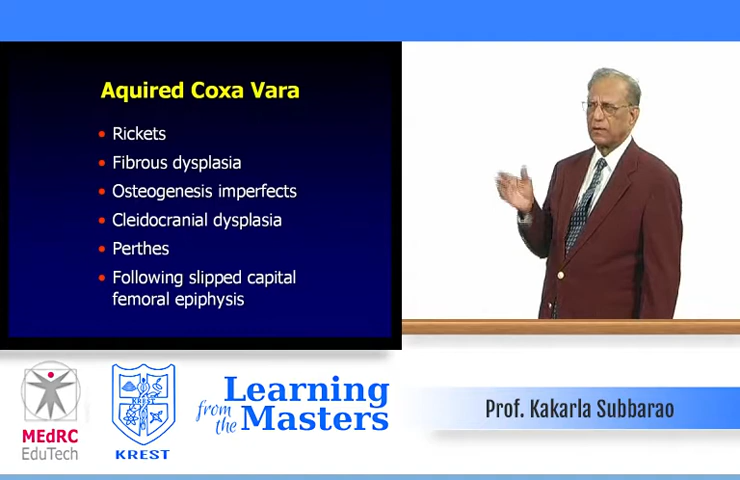 Aquired Coxa Vara
• Rickets
• Fibrous dysplasia
• Osteogenesis imperfects
• Cleidocranial dysplasia
• Perthes
• Following slipped capital
femoral epiphysis
MEdRC
EduTech
KREST
KREST
Learning
from the Masters
Prof. Kakarla Subbarao